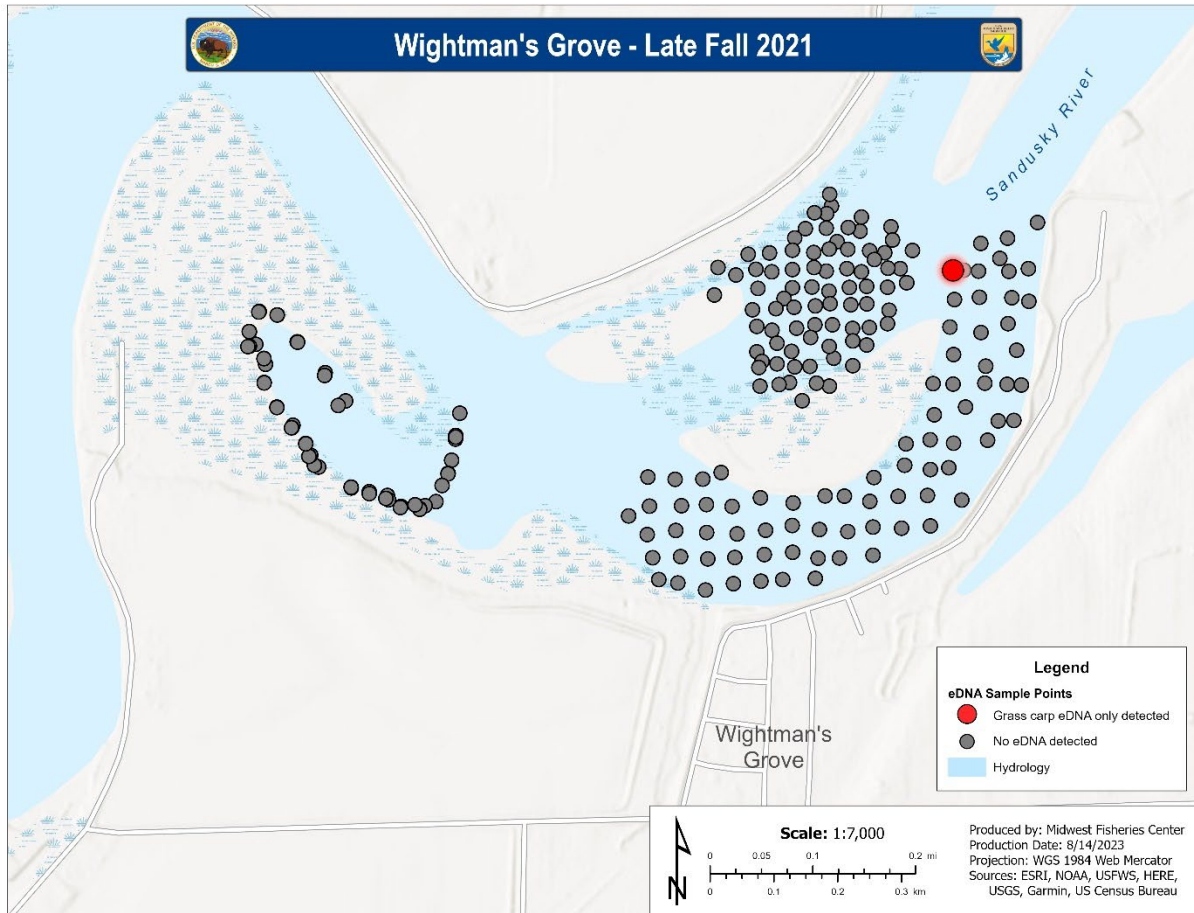 Wightman's Grove - Late Fall 2021
Sandusky River
Wightman's
Grove
Legend
eDNA Sample Points
Grass carp eDNA only detected
No eDNA detected
Hydrology
N
Scale: 1:7,000
0 0.05 0.1 0.2 mi
0 0.1 0.2 0.3 km
Produced by: Midwest Fisheries Center
Production Date: 8/14/2023
Projection: WGS 1984 Web Mercator
Sources: ESRI, NOAA, USFWS, HERE,
USGS, Garmin, US Census Bureau